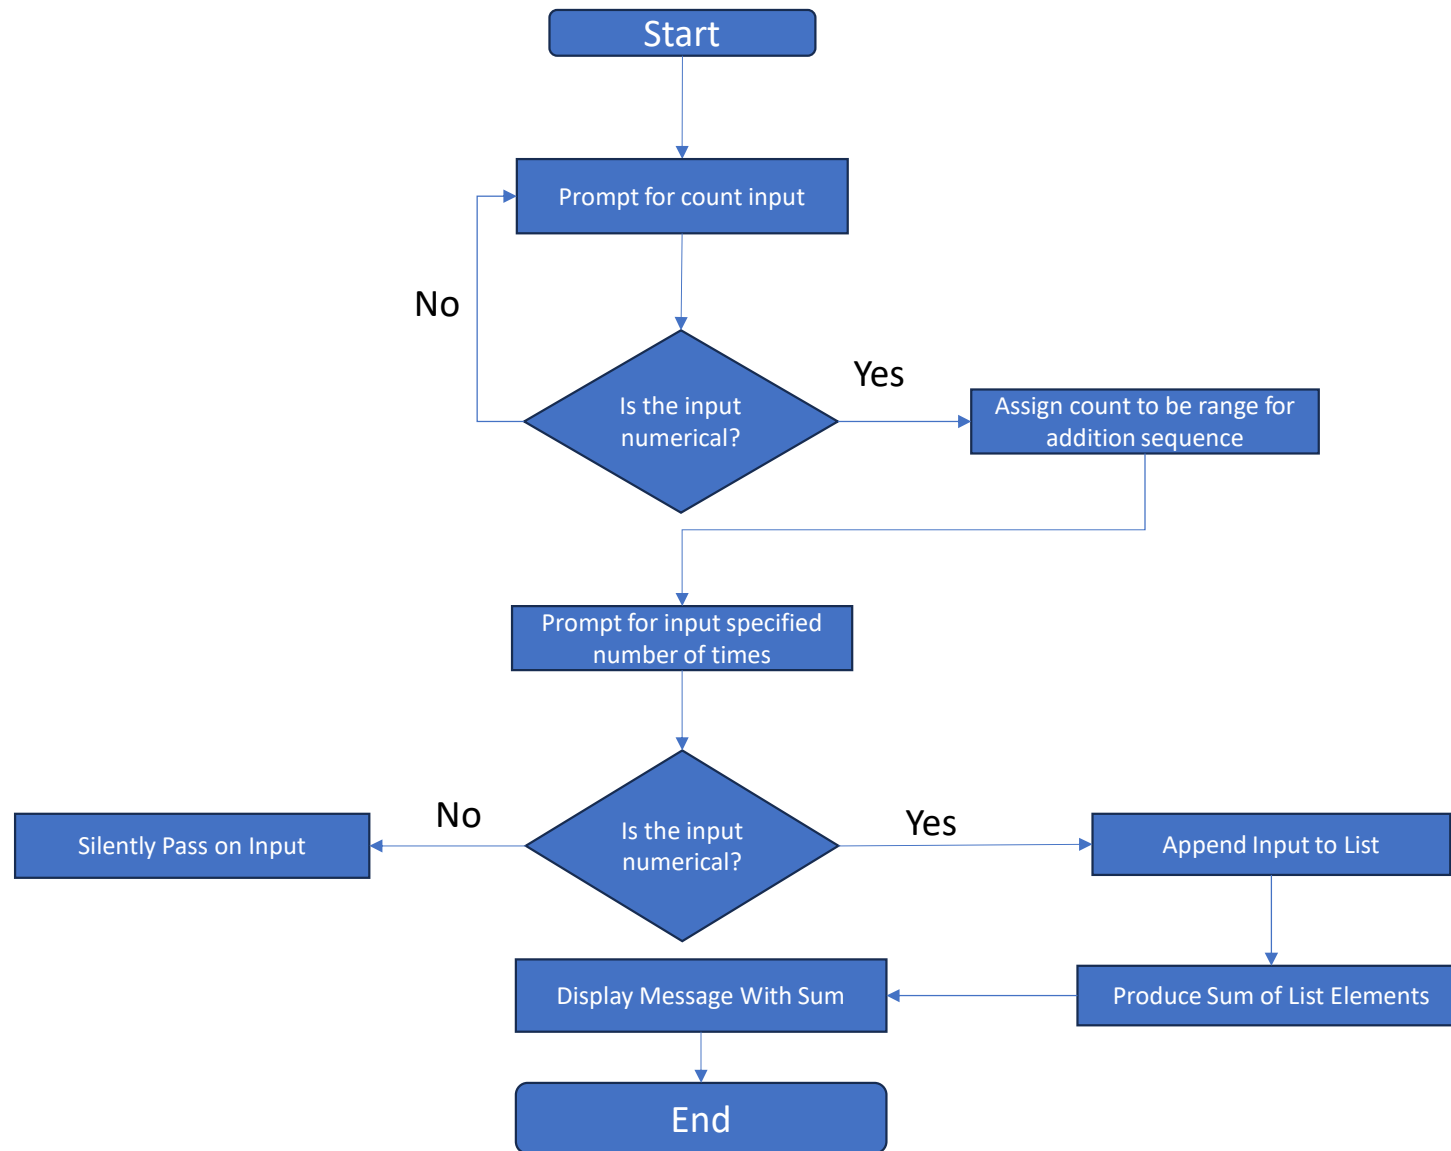 Start
Prompt for count input
No
Yes
Is the input
numerical?
Assign count to be range for
addition sequence
Prompt for input specified
number of times
No
Yes
Silently Pass on Input
Is the input
numerical?
Append Input to List
Display Message With Sum
Produce Sum of List Elements
End